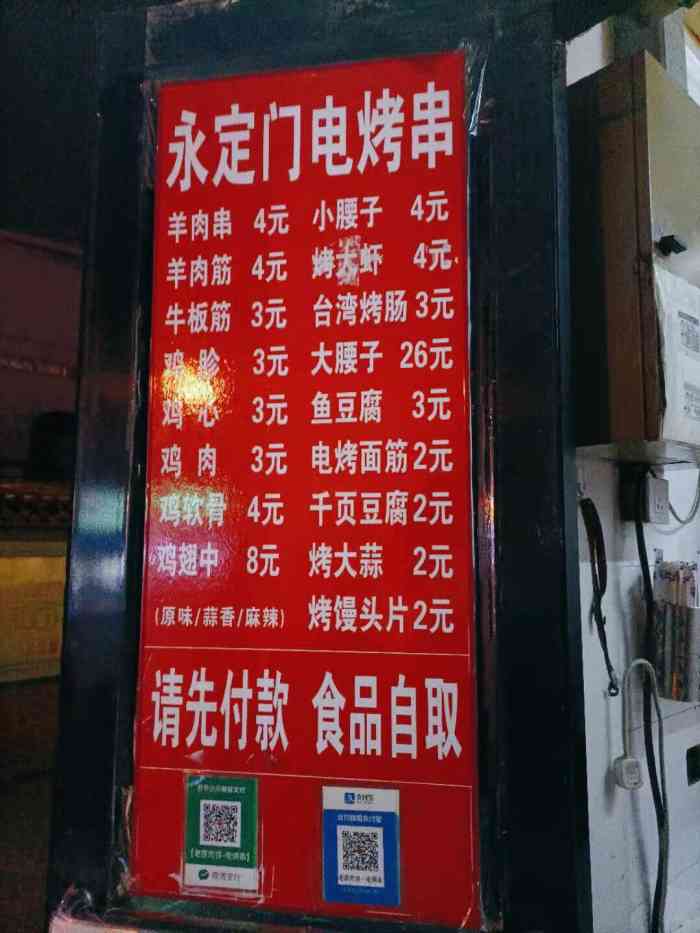 永定门电烤串
羊肉串 4元 小腰子 4元
羊肉筋 4元 烤大虾 4元
牛板筋 3元 台湾烤肠 3元
鸡胗 3元 大腰子 26元
鸡心 3元 鱼豆腐 3元
鸡肉 3元 电烤面筋 2元
鸡软骨 4元 千页豆腐 2元
鸡翅中 8元 烤大蒜 2元
(原味/蒜香/麻辣) 烤馒头片 2元
请先付款 食品自取
支付宝
微信支付